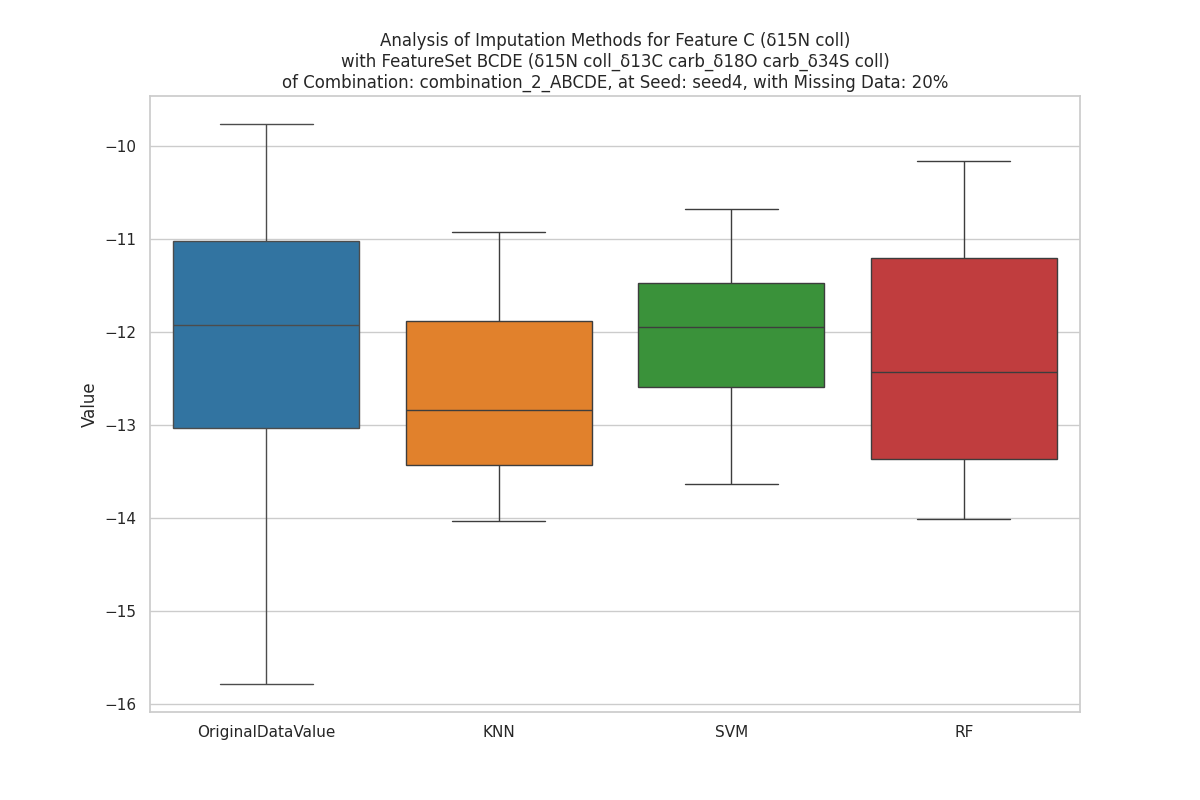 Analysis of Imputation Methods for Feature C (δ15N coll)
with FeatureSet BCDE (δ15N coll_δ13C carb_δ18O carb_δ34S coll)
of Combination: combination_2_ABCDE, at Seed: seed4, with Missing Data: 20%
−10
−11
−12
−13
−14
−15
−16
Value
OriginalDataValue
KNN
SVM
RF